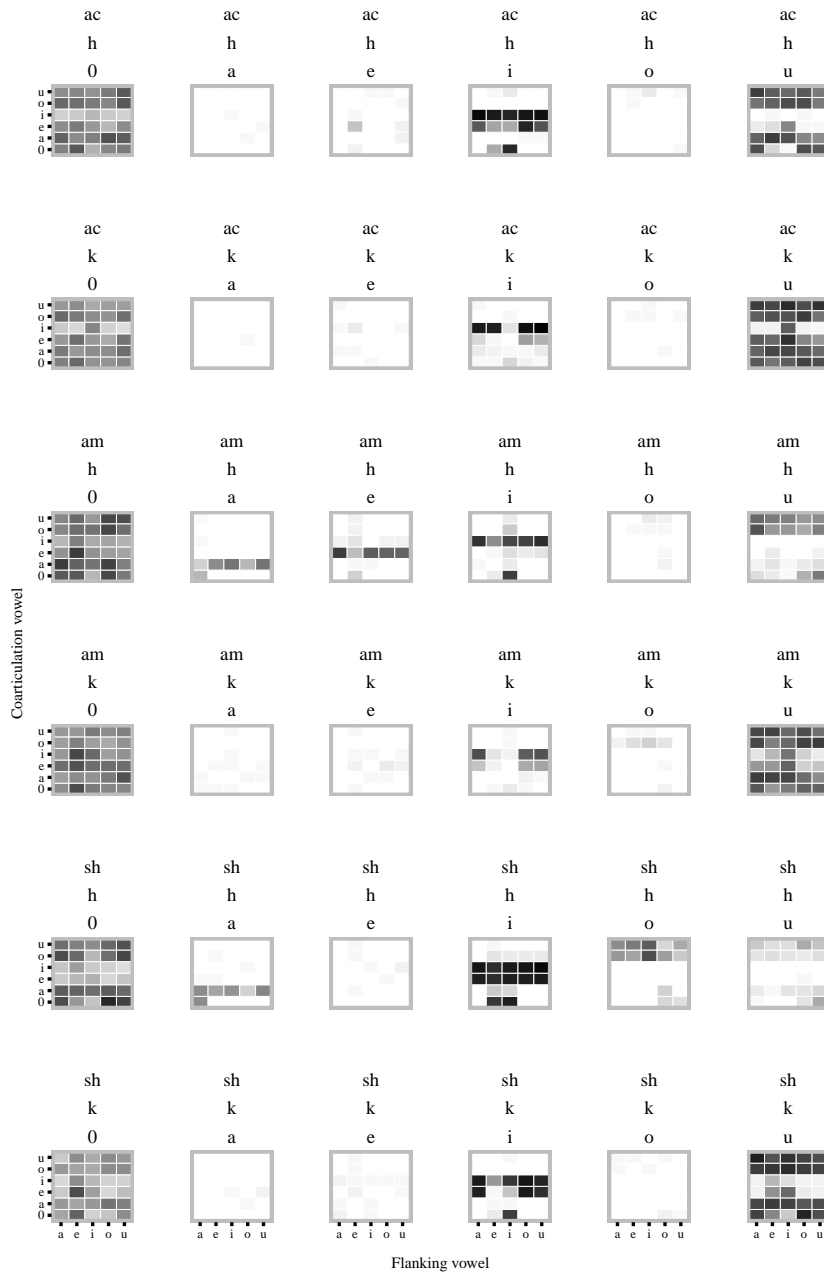 ac ac ac ac ac ac
h h h h h h
0 a e i o u
u
o
i
e
a
0
ac ac ac ac ac ac
k k k k k k
0 a e i o u
u
o
i
e
a
0
am am am am am am
h h h h h h
0 a e i o u
u
o
i
e
a
0
Coarticulation vowel
am am am am am am
k k k k k k
0 a e i o u
u
o
i
e
a
0
sh sh sh sh sh sh
h h h h h h
0 a e i o u
u
o
i
e
a
0
sh sh sh sh sh sh
k k k k k k
0 a e i o u
u
o
i
e
a
0
a e i o u a e i o u a e i o u a e i o u a e i o u a e i o u
Flanking vowel